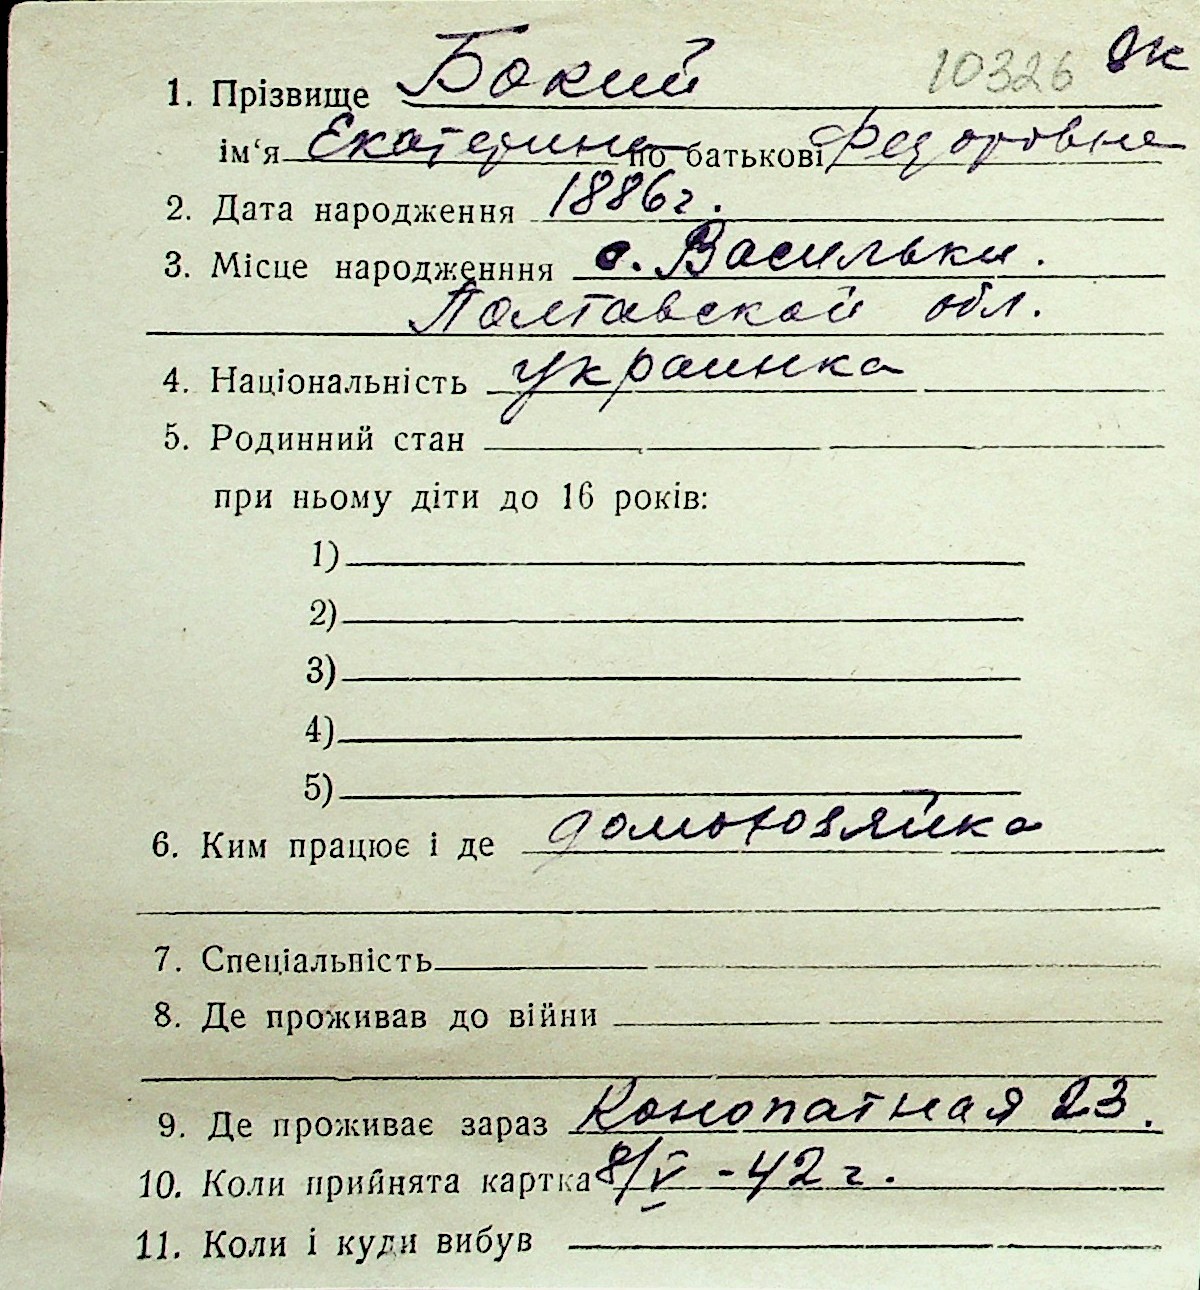 10326 Як
1. Прізвище Бокий
ім‘я Екатерина по батькові Федоровна
2. Дата народження 1886г.
3. Місце народженння с. Васильки.
Полтавской обл.
4. Національність украинка
5. Родинний стан
при ньому діти до 16 років:
1)
2)
3)
4)
5)
6. Ким працює і де домохозяйка
7. Спеціальність
8. Де проживав до війни
9. Де проживає зараз Конопатная 23.
10. Коли прийнята картка 8/V -42 г.
11. Коли і куди вибув